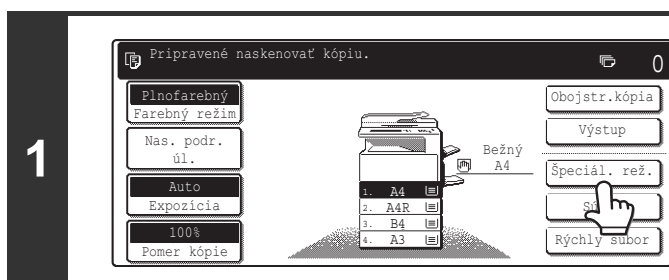 1
Pripravené naskenovať kópiu.
0
Plnofarebný
Farebný režim
Nas. podr.
úl.
Auto
Expozícia
100%
Pomer kópie
1. A4
2. A4R
3. B4
4. A3
Bežný
A4
Obojstr.kópia
Výstup
Špeciál. rež.
Rýchly súbor